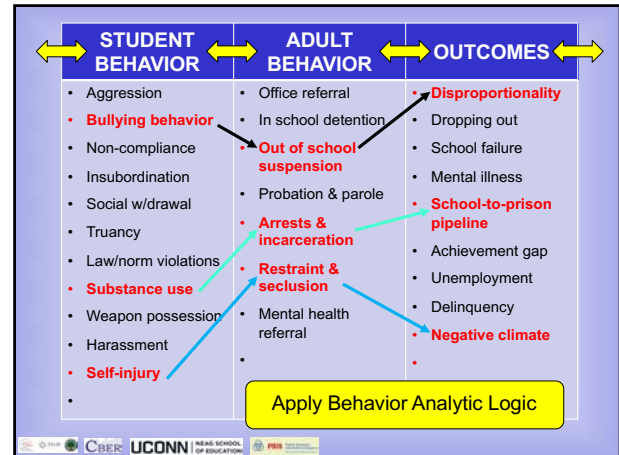 STUDENT
BEHAVIOR
ADULT
BEHAVIOR
OUTCOMES
• Aggression
• Bullying behavior
• Non-compliance
• Insubordination
• Social w/drawal
• Truancy
• Law/norm violations
• Substance use
• Weapon possession
• Harassment
• Self-injury
•
• Office referral
• In school detention
• Out of school
suspension
• Probation & parole
• Arrests &
incarceration
• Restraint &
seclusion
• Mental health
referral
•
• Disproportionality
• Dropping out
• School failure
• Mental illness
• School-to-prison
pipeline
• Achievement gap
• Unemployment
• Delinquency
• Negative climate
•
Apply Behavior Analytic Logic
CBER UCONN NEAG SCHOOL
OF EDUCATION
PBIS